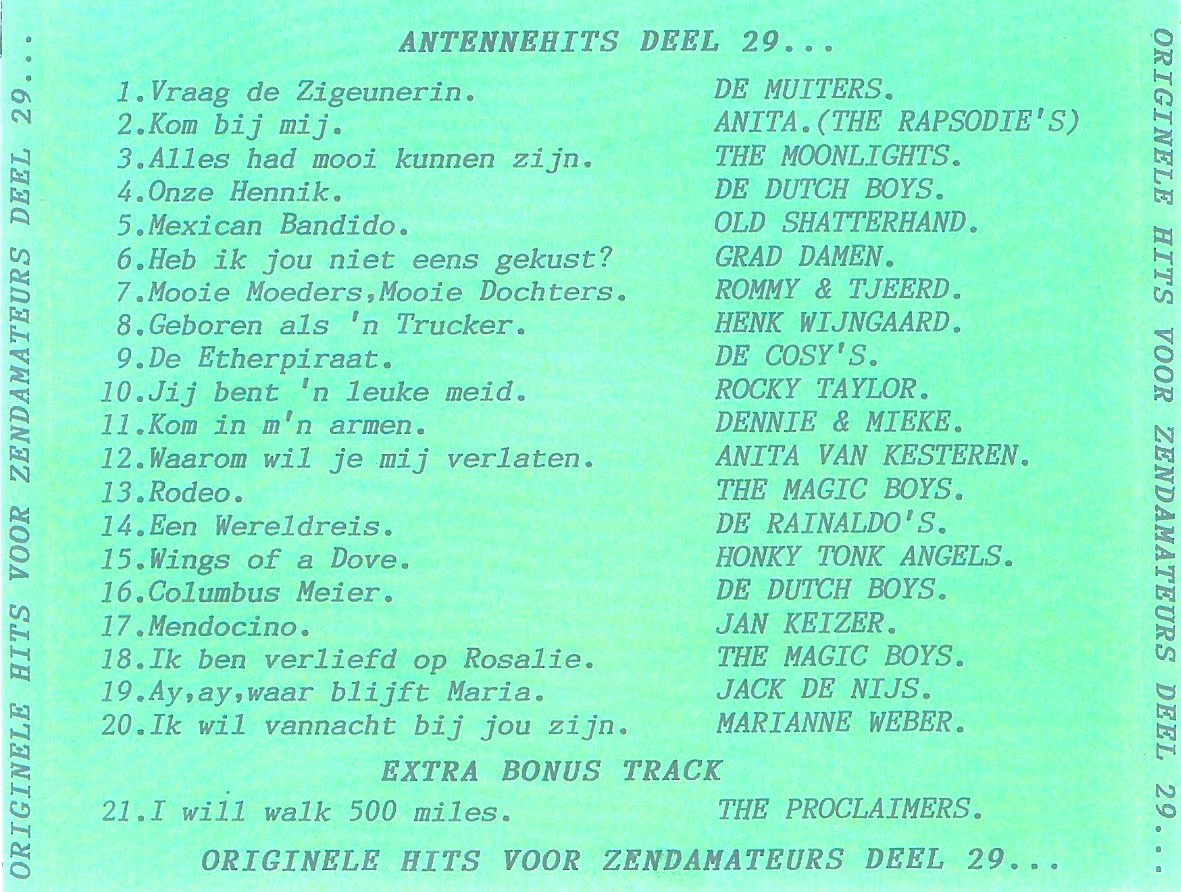 ORIGINELE HITS VOOR ZENDAMATEURS DEEL 29...
ANTENNEHITS DEEL 29...
1.Vraag de Zigeunerin. DE MUITERS.
2.Kom bij mij. ANITA.(THE RAPSODIE'S)
3.Alles had mooi kunnen zijn. THE MOONLIGHTS.
4.Onze Hennik. DE DUTCH BOYS.
5.Mexican Bandido. OLD SHATTERHAND.
6.Heb ik jou niet eens gekust? GRAD DAMEN.
7.Mooie Moeders,Mooie Dochters. ROMMY & TJEERD.
8.Geboren als 'n Trucker. HENK WIJNGAARD.
9.De Etherpiraat. DE COSY'S.
10.Jij bent 'n leuke meid. ROCKY TAYLOR.
11.Kom in m'n armen. DENNIE & MIEKE.
12.Waarom wil je mij verlaten. ANITA VAN KESTEREN.
13.Rodeo. THE MAGIC BOYS.
14.Een Wereldreis. DE RAINALDO'S.
15.Wings of a Dove. HONKY TONK ANGELS.
16.Columbus Meier. DE DUTCH BOYS.
17.Mendocino. JAN KEIZER.
18.Ik ben verliefd op Rosalie. THE MAGIC BOYS.
19.Ay,ay,waar blijft Maria. JACK DE NIJS.
20.Ik wil vannacht bij jou zijn. MARIANNE WEBER.
EXTRA BONUS TRACK
21.I will walk 500 miles. THE PROCLAIMERS.
ORIGINELE HITS VOOR ZENDAMATEURS DEEL 29...
ORIGINELE HITS VOOR ZENDAMATEURS DEEL 29...